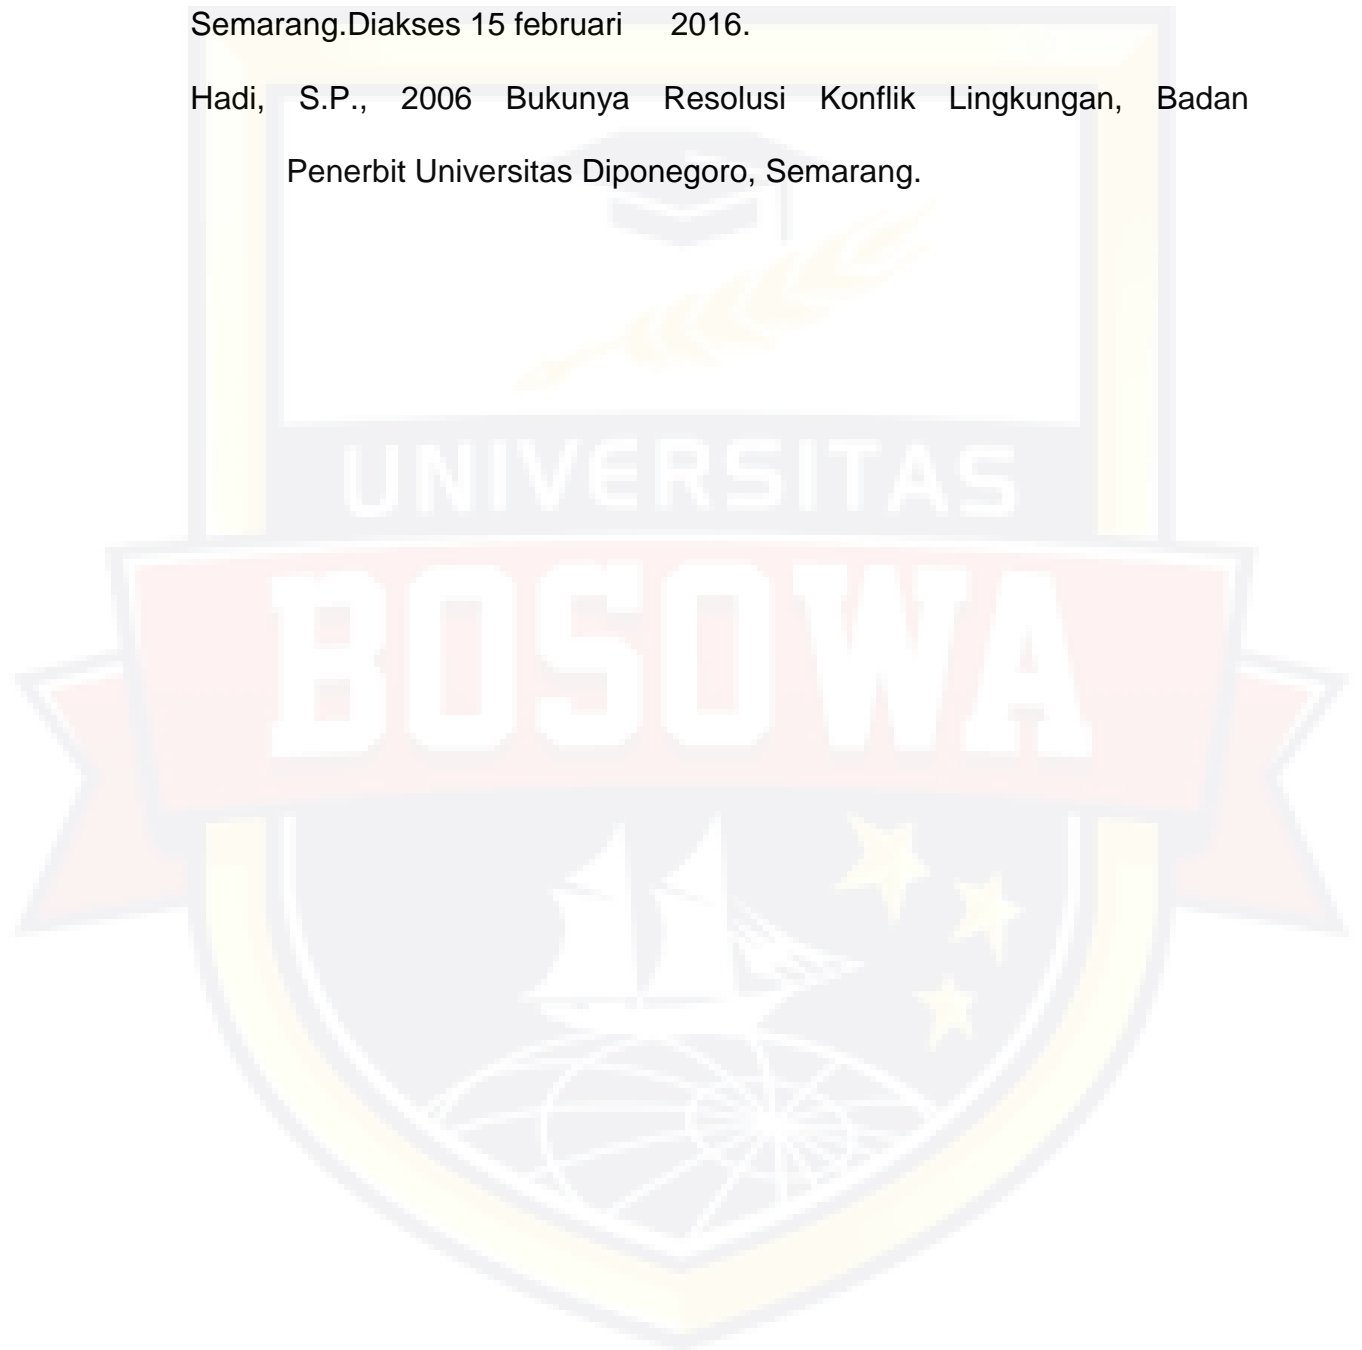 Semarang.Diakses 15 februari 2016.
Hadi, S.P., 2006 Bukunya Resolusi Konflik Lingkungan, Badan
Penerbit Universitas Diponegoro, Semarang.
UNIVERSITAS
BOSOWA